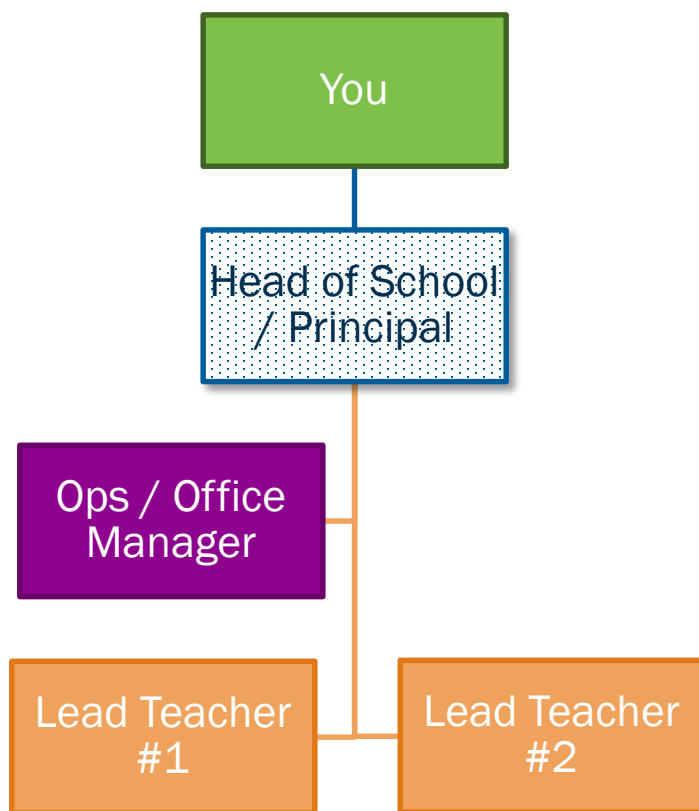 You
Head of School
/ Principal
Ops / Office
Manager
Lead Teacher
#1
Lead Teacher
#2